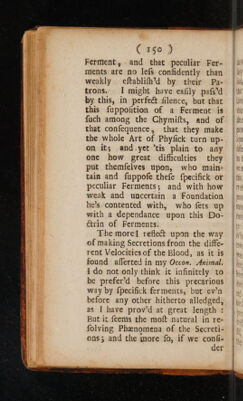 ( 150 )
Ferment, and that peculiar Fer-
ments are no leſs confidently than
weakly eſtabliſh'd by their Pa-
trons. I might have eaſily paſs'd
by this, in perfect ſilence, but that
this ſuppoſition of a Ferment is
ſuch among the Chymiſts, and of
that conſequence, that they make
the whole Art of Phyſick turn up-
on it; and yet 'tis plain to any
one how great difficulties they
put themſelves upon, who main-
tain and ſuppoſe theſe ſpecifick or
peculiar Ferments; and with how
weak and uncertain a Foundation
he's contented with, who ſets up
with a dependance upon this Do-
ctrin of Ferments.
The more I reflect upon the way
of making Secretions from the diffe-
rent Velocities of the Blood, as it is
found aſſerted in my Oecon. Animal.
I do not only think it infinitely to
be prefer'd before this precarious
way by ſpecifick ferments, but ev'n
before any other hitherto alledged,
as I have prov'd at great length :
But it ſeems the moſt natural in re-
ſolving Phænomena of the Secreti-
ons; and the more ſo, if we conſi-
der